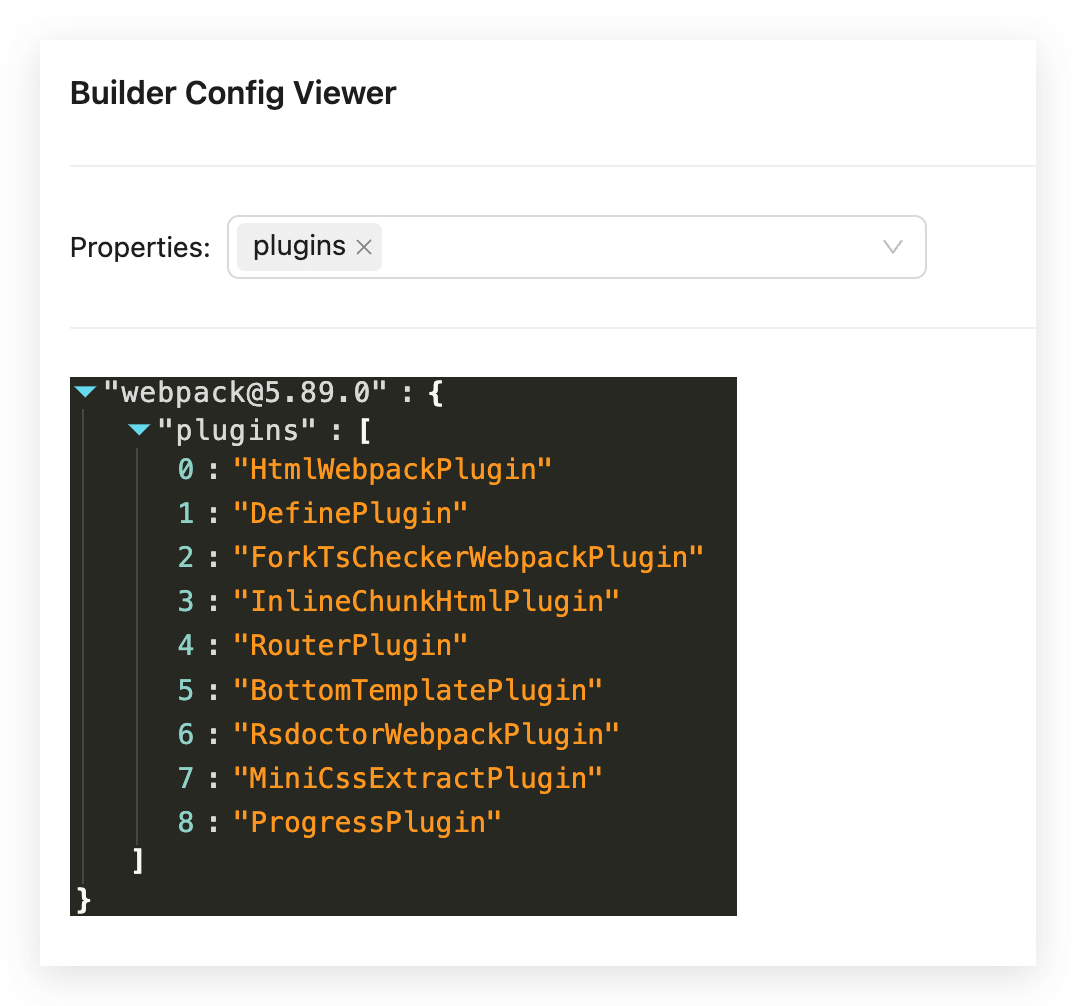 Builder Config Viewer
Properties: plugins
"webpack@5.89.0" : {
"plugins" : [
0 : "HtmlWebpackPlugin"
1 : "DefinePlugin"
2 : "ForkTsCheckerWebpackPlugin"
3 : "InlineChunkHtmlPlugin"
4 : "RouterPlugin"
5 : "BottomTemplatePlugin"
6 : "RsdoctorWebpackPlugin"
7 : "MiniCssExtractPlugin"
8 : "ProgressPlugin"
]
}